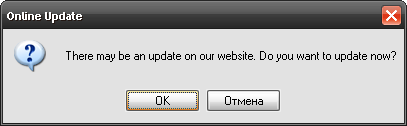 Online Update
There may be an update on our website. Do you want to update now?
OK
Отмена